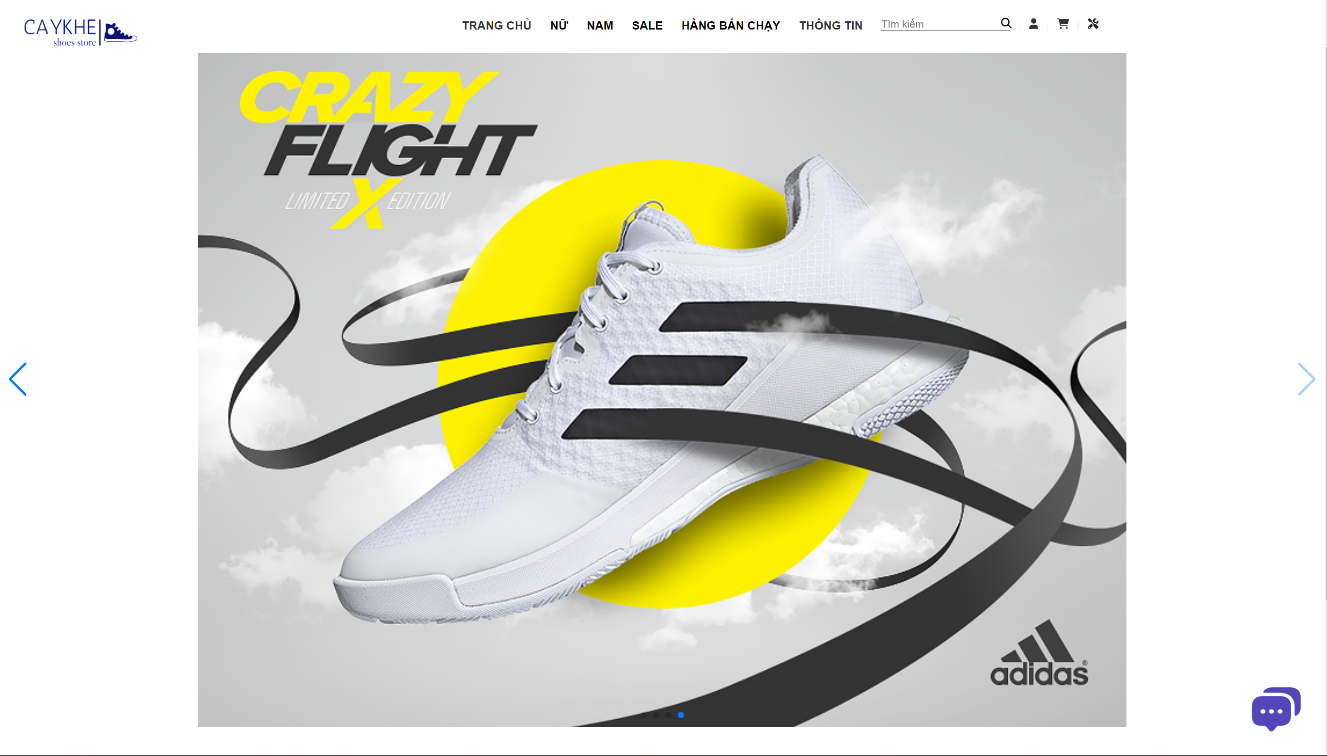 CAYKHE
shoes store
TRANG CHỦ NỮ NAM SALE HÀNG BÁN CHẠY THÔNG TIN Tìm kiếm
CRAZY
FLIGHT
LIMITED X EDITION
adidas®